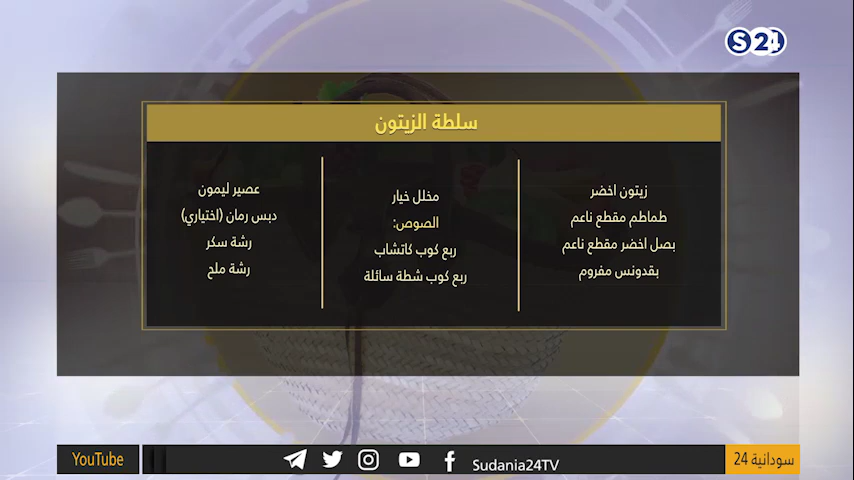 S24
سلطة الزيتون
زيتون اخضر
طماطم مقطع ناعم
بصل اخضر مقطع ناعم
بقدونس مفروم
مخلل خيار
الصوص:
ربع كوب كاتشاب
ربع كوب شطة سائلة
عصير ليمون
دبس رمان (اختياري)
رشة سكر
رشة ملح
YouTube
Sudania24TV
سودانية 24